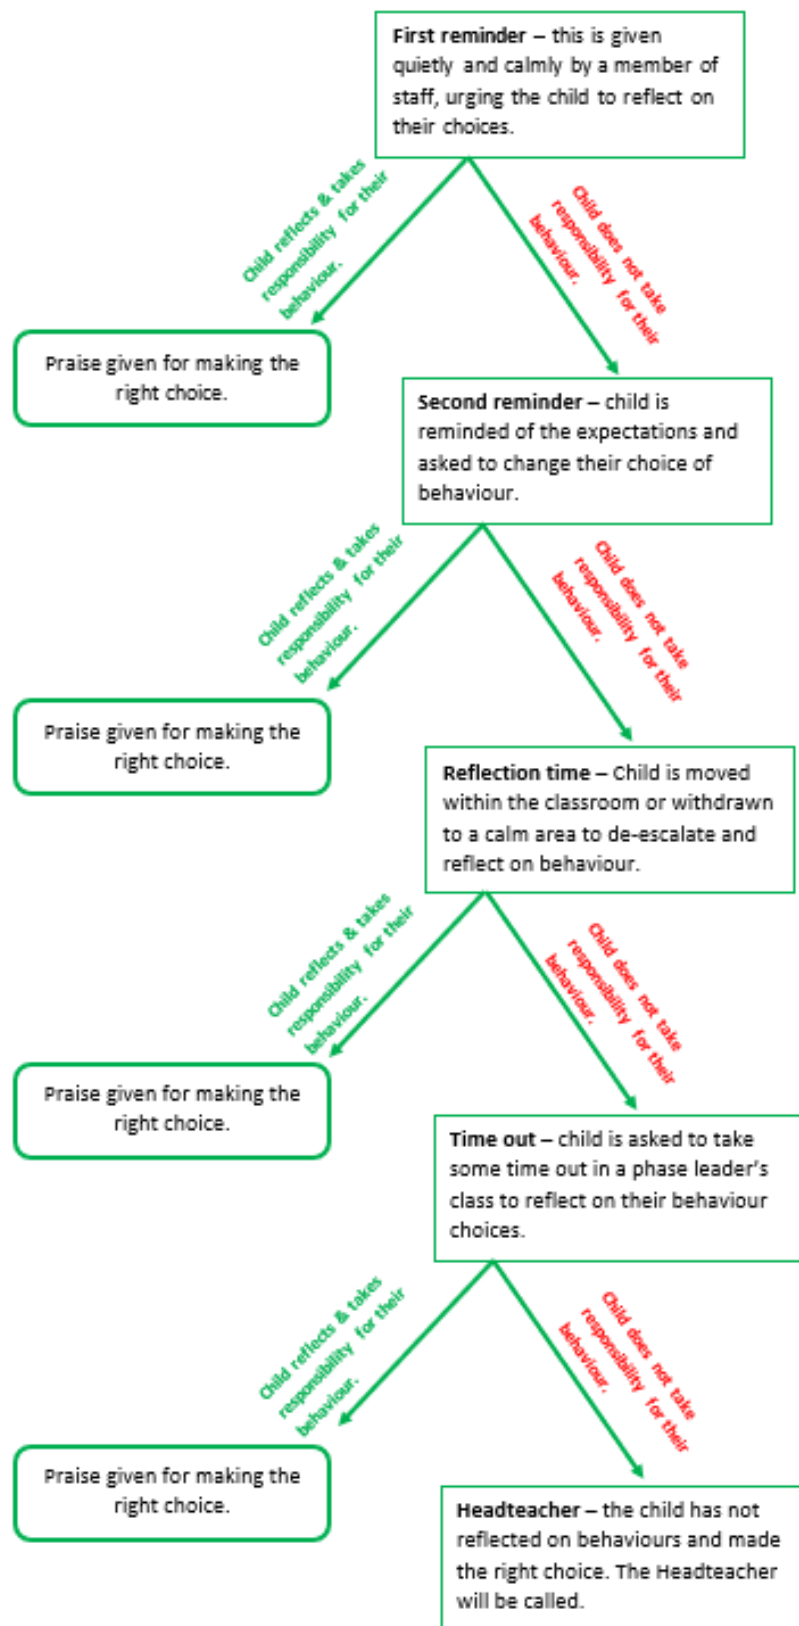 First reminder – this is given
quietly and calmly by a member of
staff, urging the child to reflect on
their choices.
Child reflects & takes
responsibility for their
behaviour.
Child does not take
responsibility for their
behaviour.
Praise given for making the
right choice.
Second reminder – child is
reminded of the expectations and
asked to change their choice of
behaviour.
Child reflects & takes
responsibility for their
behaviour.
Child does not take
responsibility for their
behaviour.
Praise given for making the
right choice.
Reflection time – Child is moved
within the classroom or withdrawn
to a calm area to de-escalate and
reflect on behaviour.
Child reflects & takes
responsibility for their
behaviour.
Child does not take
responsibility for their
behaviour.
Praise given for making the
right choice.
Time out – child is asked to take
some time out in a phase leader's
class to reflect on their behaviour
choices.
Child reflects & takes
responsibility for their
behaviour.
Child does not take
responsibility for their
behaviour.
Praise given for making the
right choice.
Headteacher – the child has not
reflected on behaviours and made
the right choice. The Headteacher
will be called.